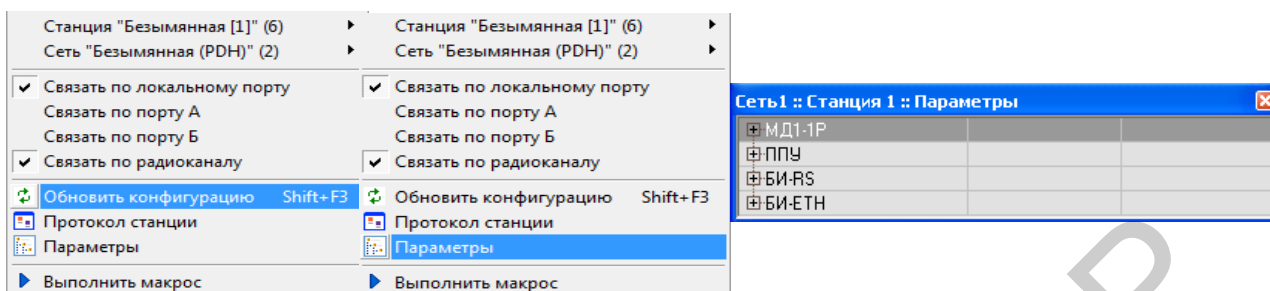 Станция "Безымянная [1]" (6)
Сеть "Безымянная (PDH)" (2)
Связать по локальному порту
Связать по порту А
Связать по порту Б
Связать по радиоканалу
Обновить конфигурацию Shift+F3
Протокол станции
Параметры
Выполнить макрос
Станция "Безымянная [1]" (6)
Сеть "Безымянная (PDH)" (2)
Связать по локальному порту
Связать по порту А
Связать по порту Б
Связать по радиоканалу
Обновить конфигурацию Shift+F3
Протокол станции
Параметры
Выполнить макрос
Сеть1 :: Станция 1 :: Параметры
МД1-1Р
ППУ
БИ-RS
БИ-ETH